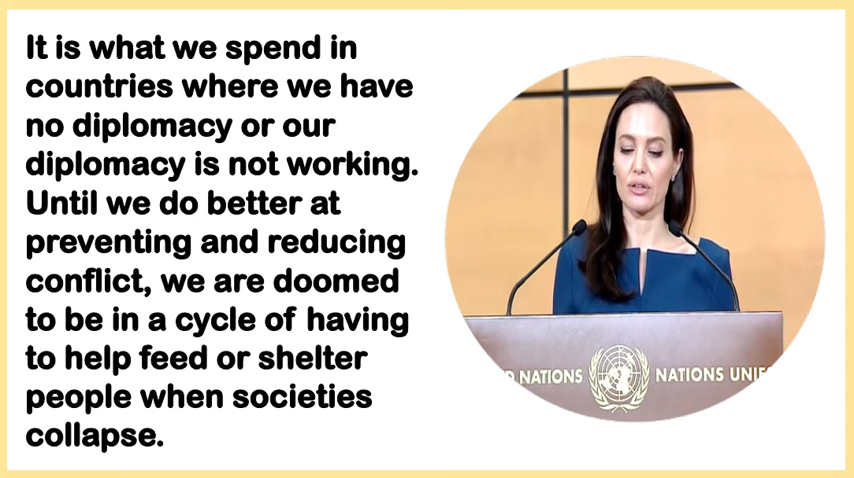 It is what we spend in
countries where we have
no diplomacy or our
diplomacy is not working.
Until we do better at
preventing and reducing
conflict, we are doomed
to be in a cycle of having
to help feed or shelter
people when societies
collapse.
D NATIONS NATIONS UNIES